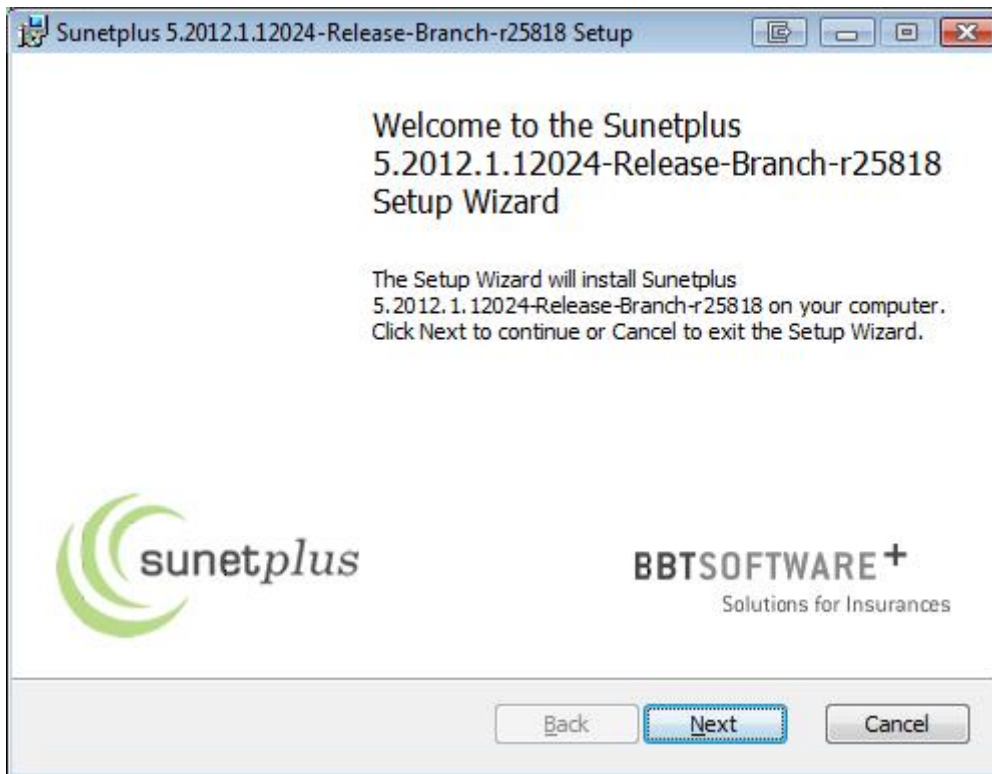 Sunetplus 5.2012.1.12024-Release-Branch-r25818 Setup
Welcome to the Sunetplus
5.2012.1.12024-Release-Branch-r25818
Setup Wizard
The Setup Wizard will install Sunetplus
5.2012.1.12024-Release-Branch-r25818 on your computer.
Click Next to continue or Cancel to exit the Setup Wizard.
sunetplus
BBTSOFTWARE+
Solutions for Insurances
Back Next Cancel